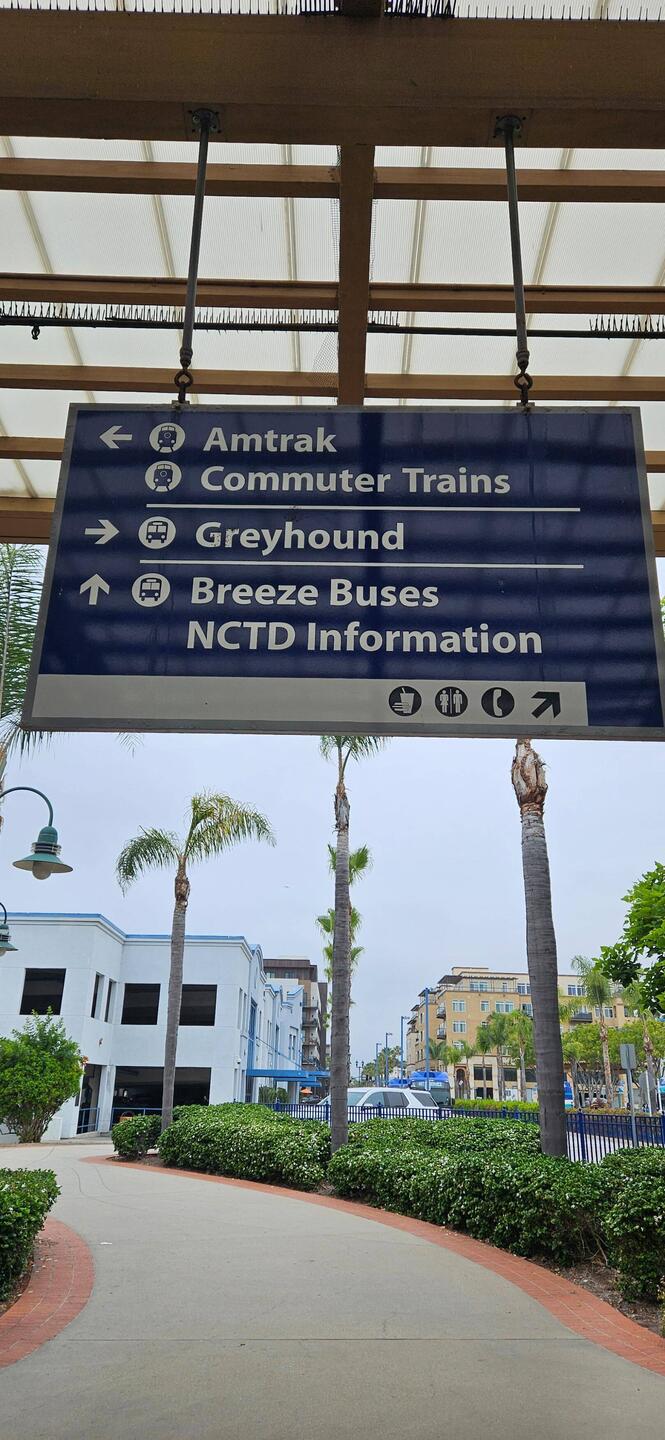 Amtrak
Commuter Trains
Greyhound
Breeze Buses
NCTD Information